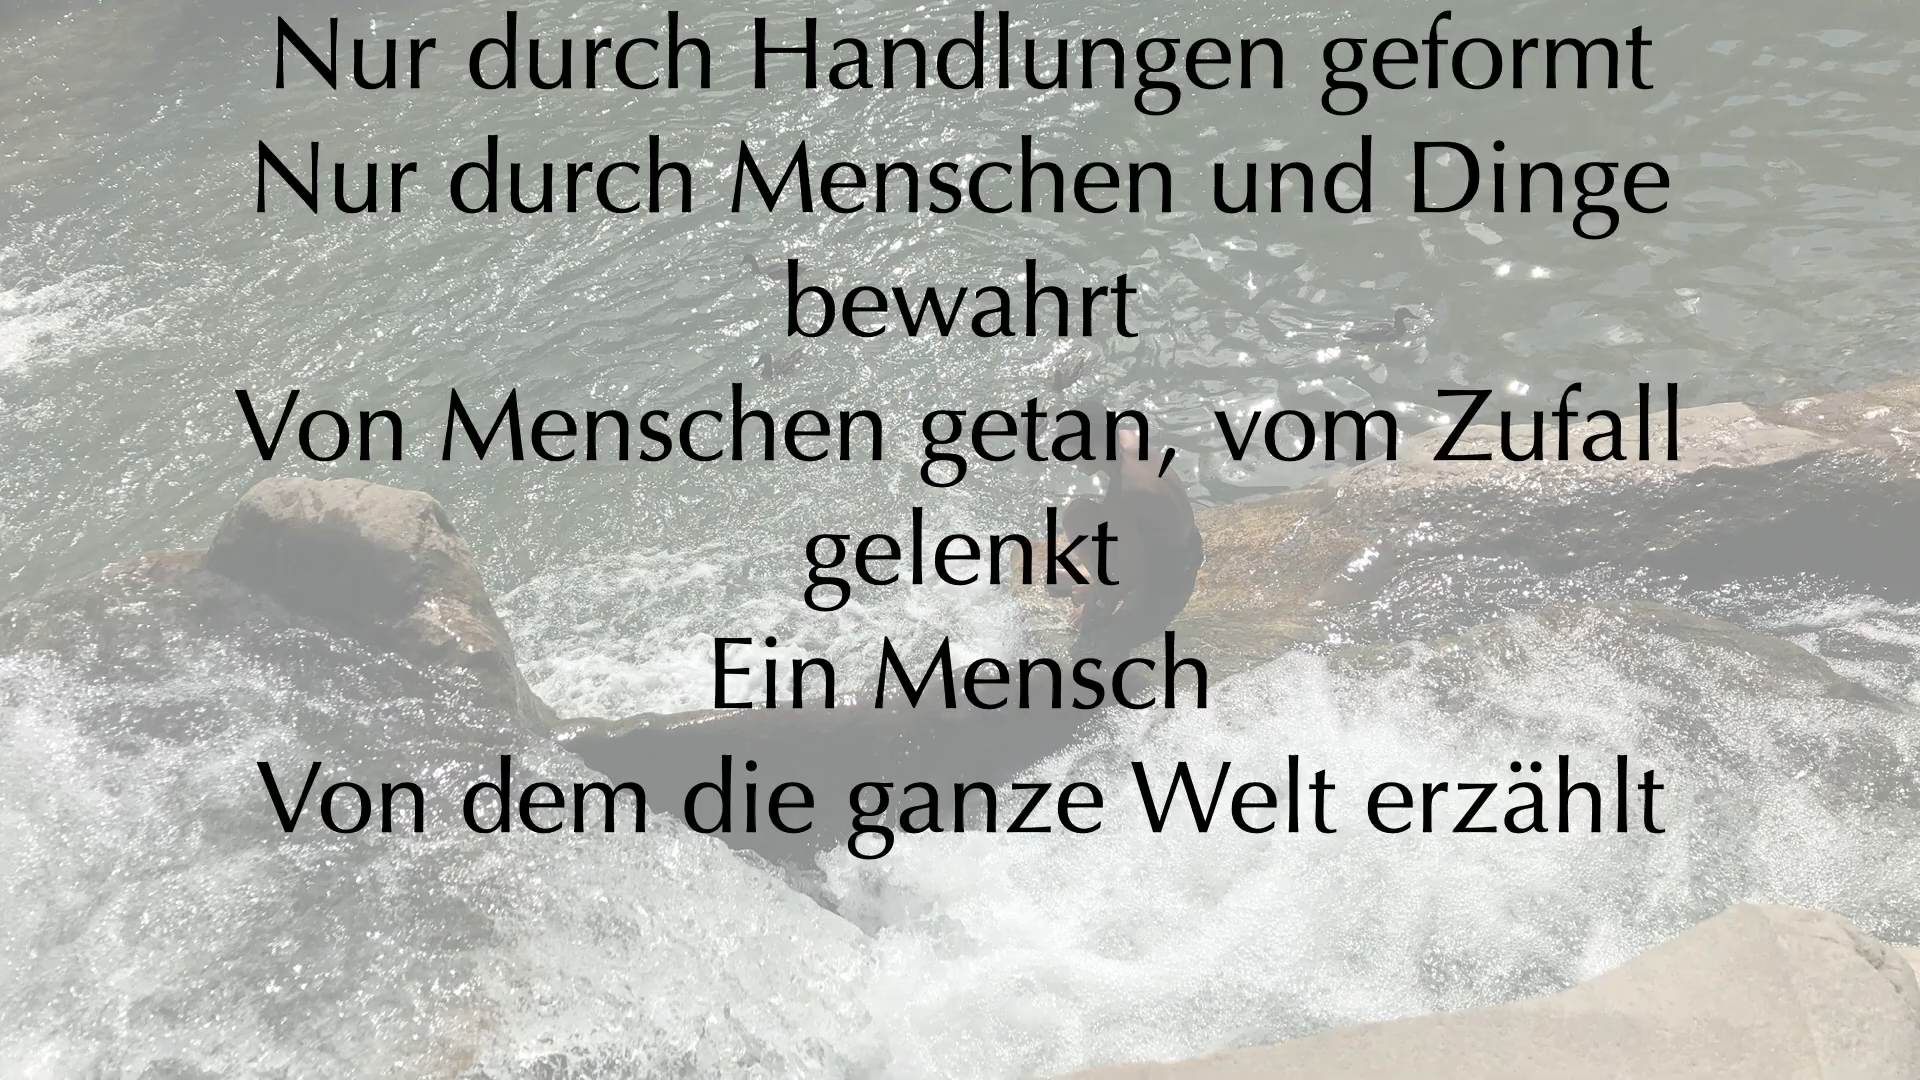 Nur durch Handlungen geformt
Nur durch Menschen und Dinge
bewahrt
Von Menschen getan, vom Zufall
gelenkt
Ein Mensch
Von dem die ganze Welt erzählt